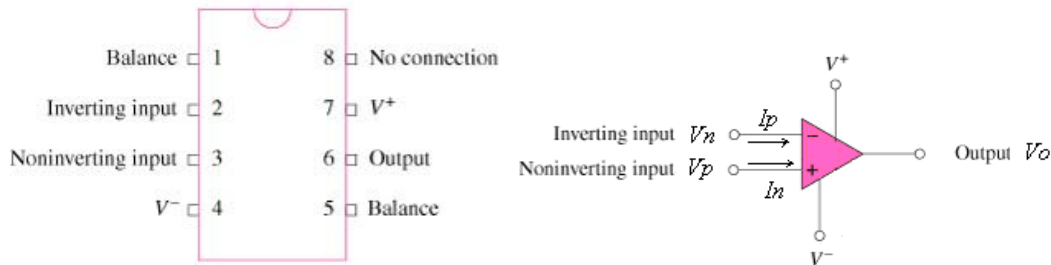 Balance 1 8 No connection
Inverting input 2 7 V⁺
Noninverting input 3 6 Output
V⁻ 4 5 Balance
V⁺
Inverting input Vn Ip −
Noninverting input Vp In +
Output Vo
V⁻